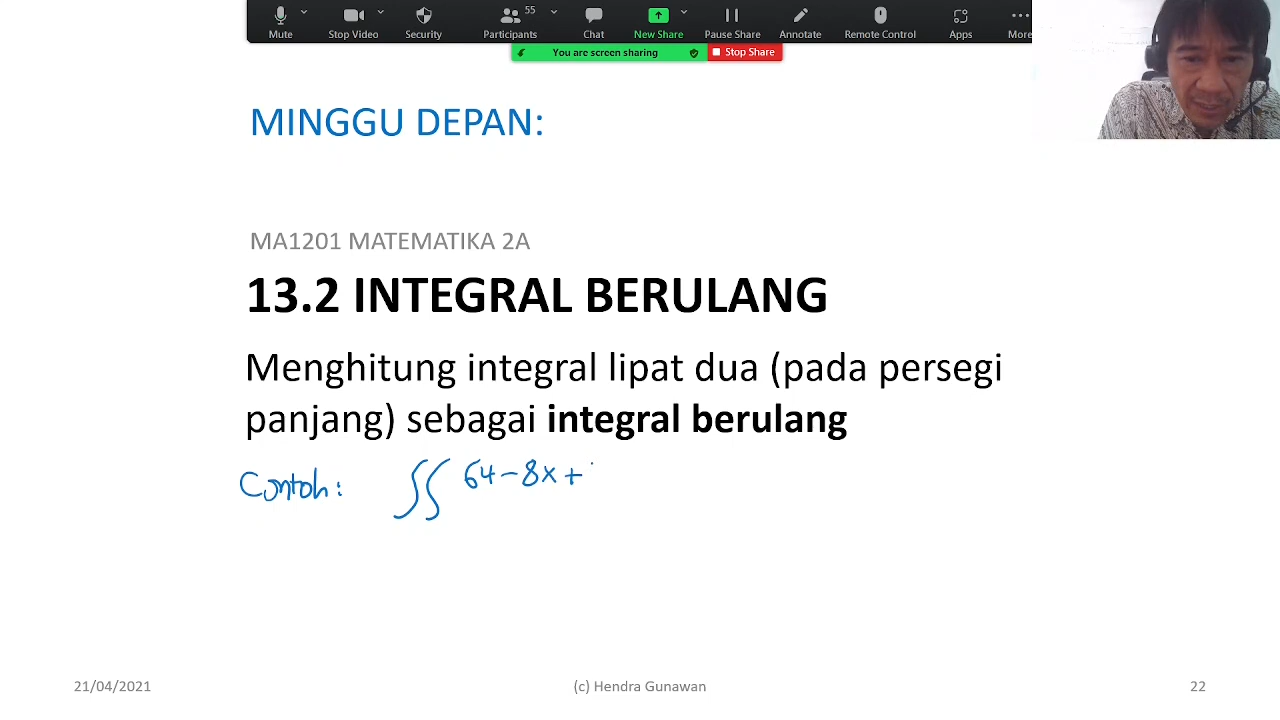 Mute Stop Video Security Participants 55 Chat New Share Pause Share Annotate Remote Control Apps More
You are screen sharing Stop Share
MINGGU DEPAN:
MA1201 MATEMATIKA 2A
13.2 INTEGRAL BERULANG
Menghitung integral lipat dua (pada persegi
panjang) sebagai integral berulang
Contoh: ∬ 64-8x+
21/04/2021 (c) Hendra Gunawan 22